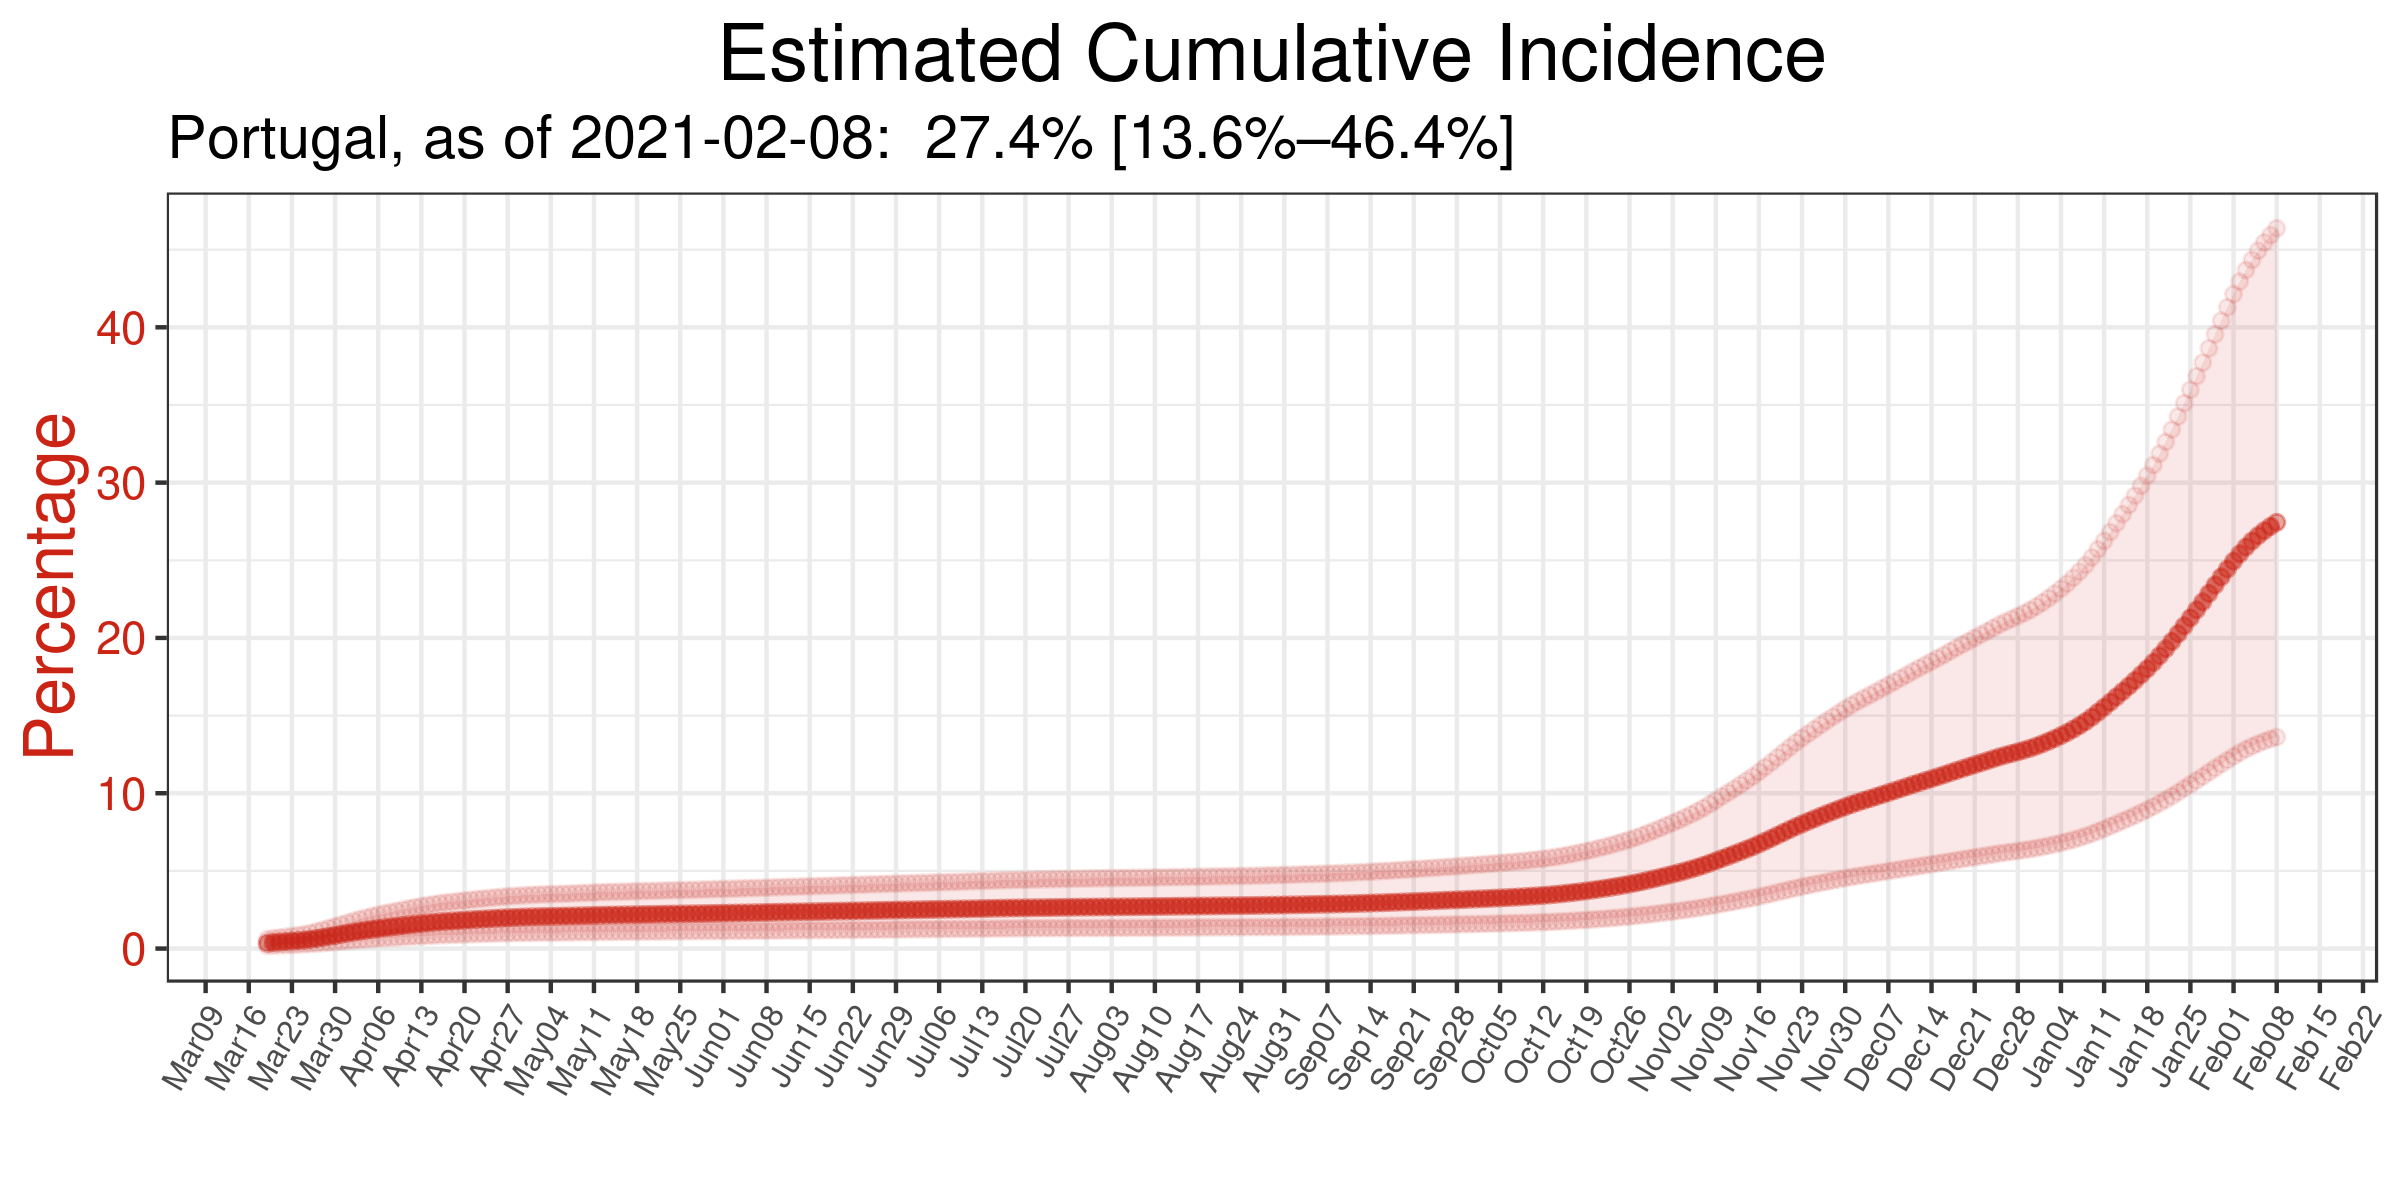 Estimated Cumulative Incidence
Portugal, as of 2021-02-08: 27.4% [13.6%–46.4%]
Percentage
40
30
20
10
0
Mar09
Mar16
Mar23
Mar30
Apr06
Apr13
Apr20
Apr27
May04
May11
May18
May25
Jun01
Jun08
Jun15
Jun22
Jun29
Jul06
Jul13
Jul20
Jul27
Aug03
Aug10
Aug17
Aug24
Aug31
Sep07
Sep14
Sep21
Sep28
Oct05
Oct12
Oct19
Oct26
Nov02
Nov09
Nov16
Nov23
Nov30
Dec07
Dec14
Dec21
Dec28
Jan04
Jan11
Jan18
Jan25
Feb01
Feb08
Feb15
Feb22